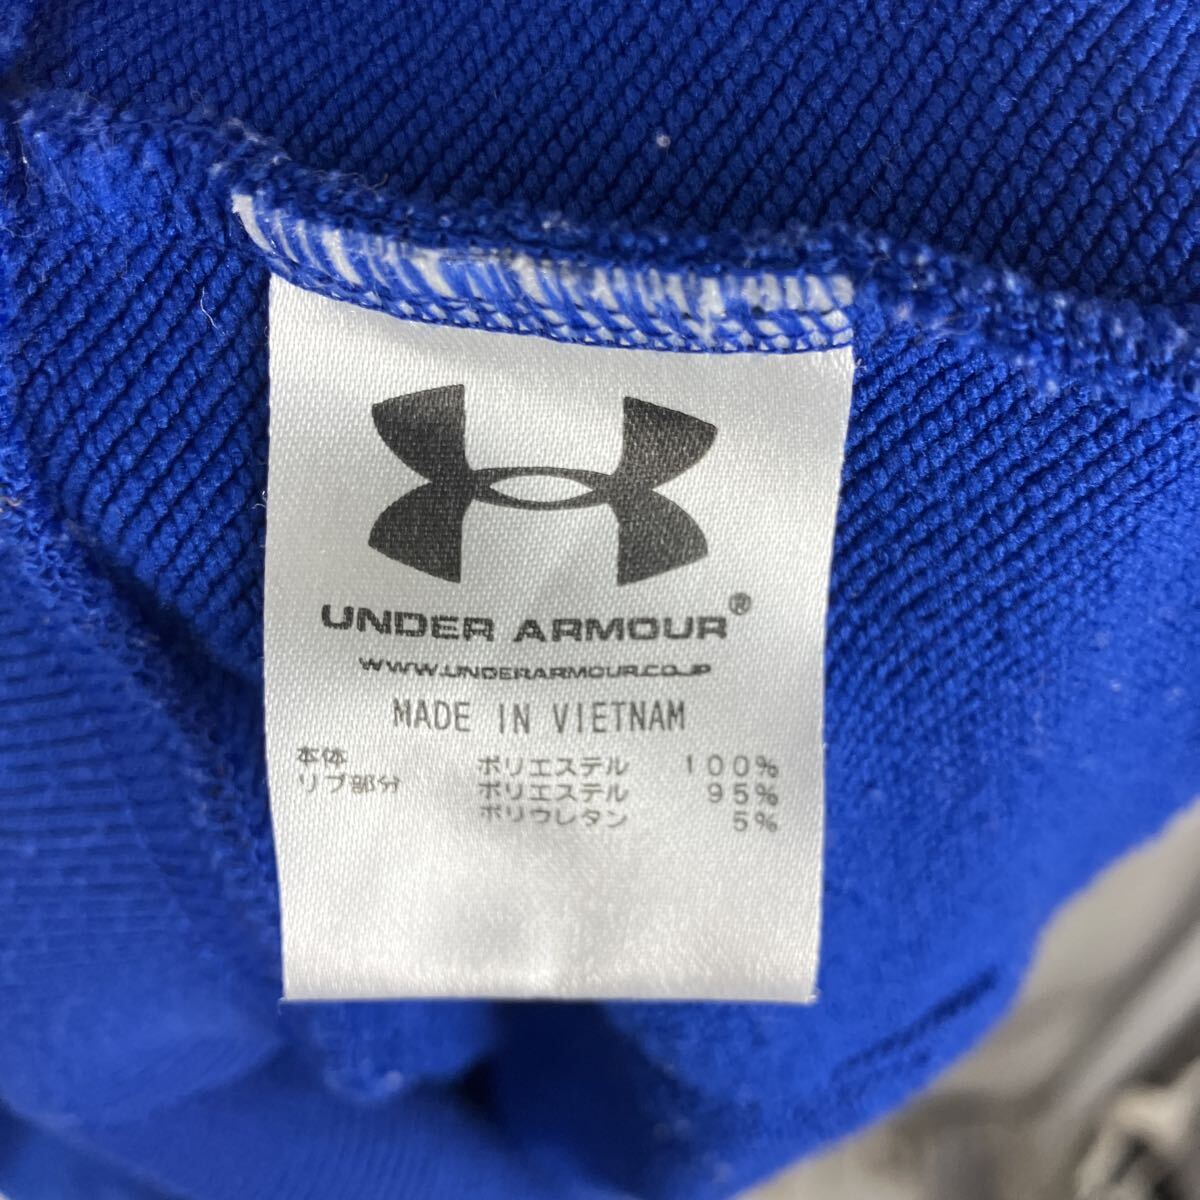 UNDER ARMOUR®
WWW.UNDERARMOUR.CO.JP
MADE IN VIETNAM
本体 ポリエステル 100%
リブ部分 ポリエステル 95%
ポリウレタン 5%